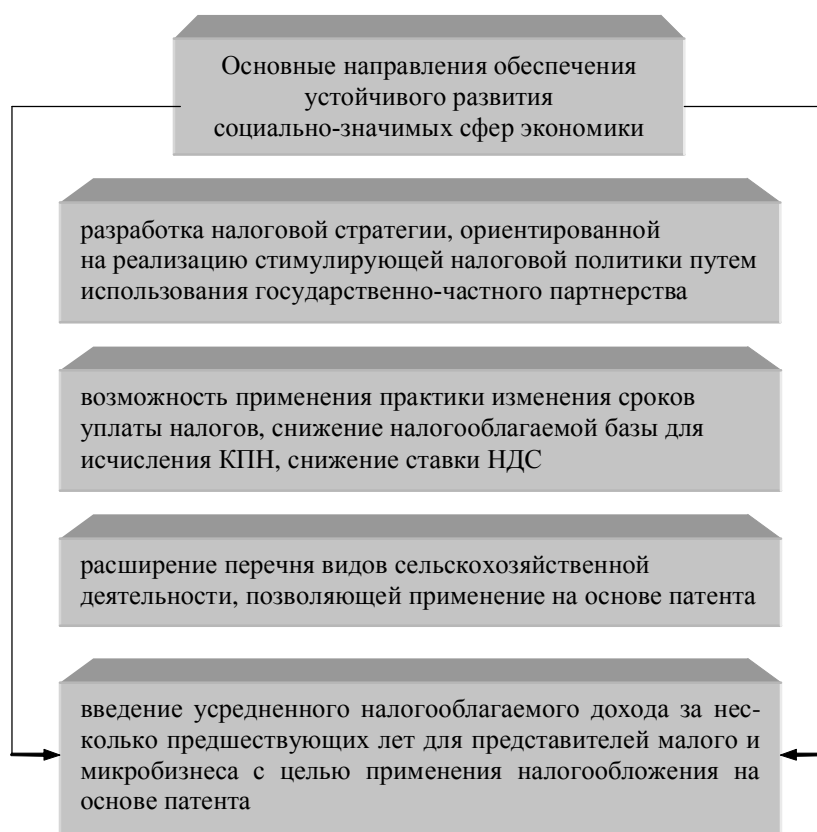 Основные направления обеспечения
устойчивого развития
социально-значимых сфер экономики
разработка налоговой стратегии, ориентированной
на реализацию стимулирующей налоговой политики путем
использования государственно-частного партнерства
возможность применения практики изменения сроков
уплаты налогов, снижение налогооблагаемой базы для
исчисления КПН, снижение ставки НДС
расширение перечня видов сельскохозяйственной
деятельности, позволяющей применение на основе патента
введение усредненного налогооблагаемого дохода за нес-
колько предшествующих лет для представителей малого и
микробизнеса с целью применения налогообложения на
основе патента